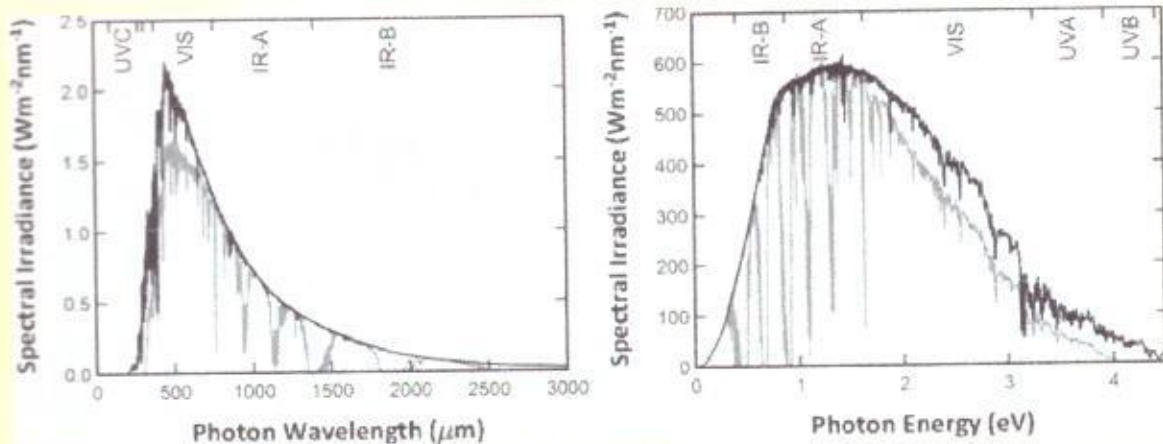 2.5
2.0
1.5
1.0
0.5
0.0
0 500 1000 1500 2000 2500 3000
UVC
VIS
IR-A
IR-B
Spectral Irradiance (Wm-2nm-1)
Photon Wavelength (μm)
700
600
500
400
300
200
100
0
0 1 2 3 4
IR-B
IR-A
VIS
UVA
UVB
Spectral Irradiance (Wm-2nm-1)
Photon Energy (eV)